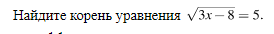 Найдите корень уравнения √3x − 8 = 5.